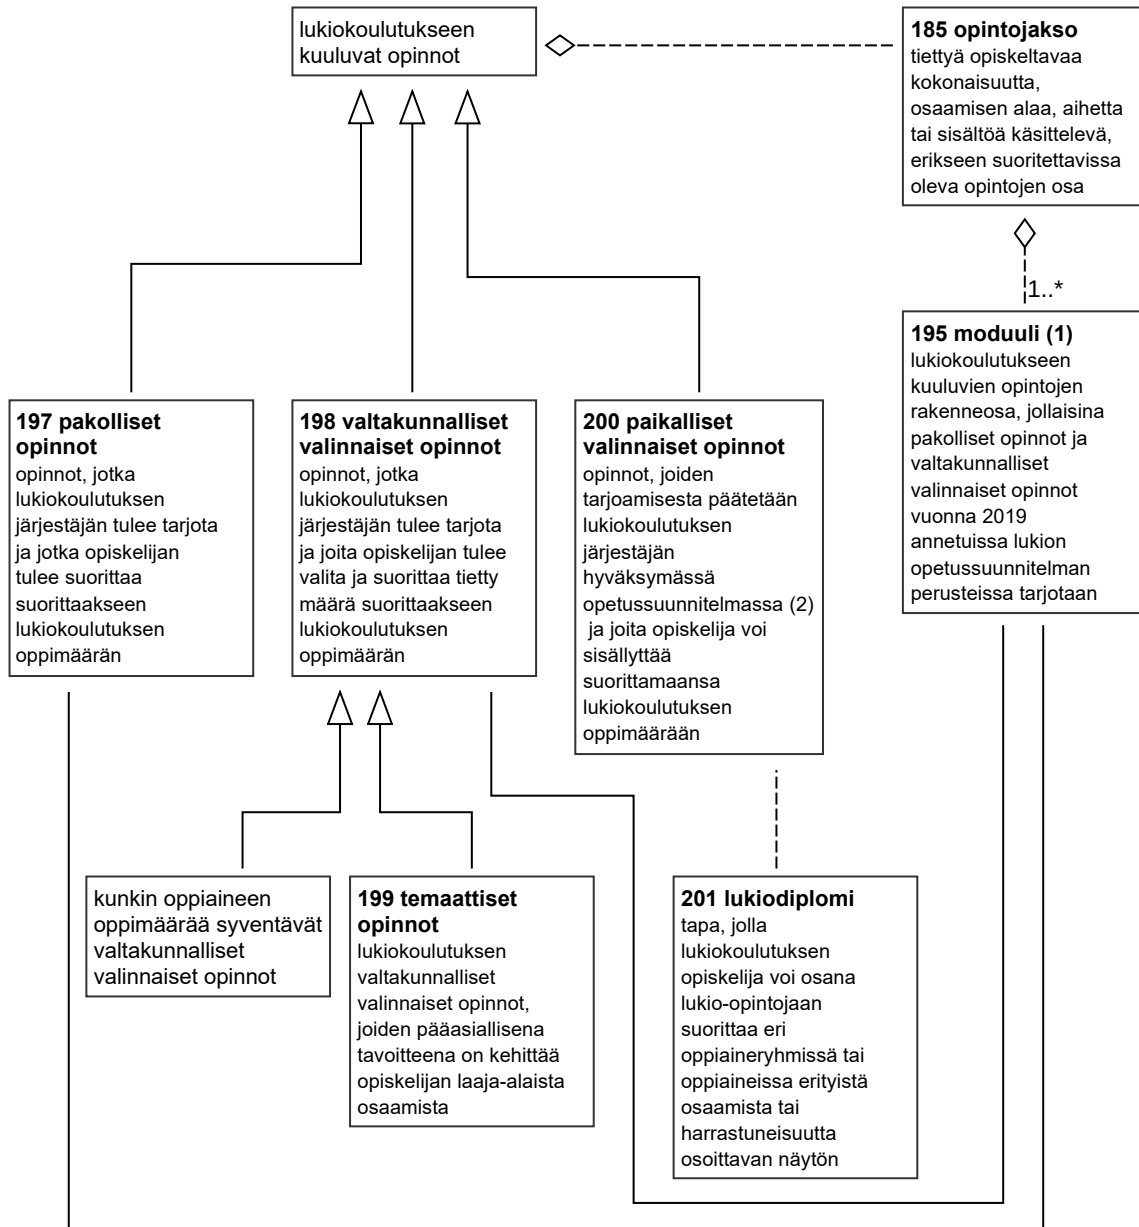 lukiokoulutukseen
kuuluvat opinnot
185 opintojakso
tiettyä opiskeltavaa
kokonaisuutta,
osaamisen alaa, aihetta
tai sisältöä käsittelevä,
erikseen suoritettavissa
oleva opintojen osa
1..*
195 moduuli (1)
lukiokoulutukseen
kuuluvien opintojen
rakenneosa, jollaisina
pakolliset opinnot ja
valtakunnalliset
valinnaiset opinnot
vuonna 2019
annetuissa lukion
opetussuunnitelman
perusteissa tarjotaan
197 pakolliset
opinnot
opinnot, jotka
lukiokoulutuksen
järjestäjän tulee tarjota
ja jotka opiskelijan
tulee suorittaa
suorittaakseen
lukiokoulutuksen
oppimäärän
198 valtakunnalliset
valinnaiset opinnot
opinnot, jotka
lukiokoulutuksen
järjestäjän tulee tarjota
ja joita opiskelijan tulee
valita ja suorittaa tietty
määrä suorittaakseen
lukiokoulutuksen
oppimäärän
200 paikalliset
valinnaiset opinnot
opinnot, joiden
tarjoamisesta päätetään
lukiokoulutuksen
järjestäjän
hyväksymässä
opetussuunnitelmassa (2)
ja joita opiskelija voi
sisällyttää
suorittamaansa
lukiokoulutuksen
oppimäärään
kunkin oppiaineen
oppimäärää syventävät
valtakunnalliset
valinnaiset opinnot
199 temaattiset
opinnot
lukiokoulutuksen
valtakunnalliset
valinnaiset opinnot,
joiden pääasiallisena
tavoitteena on kehittää
opiskelijan laaja-alaista
osaamista
201 lukiodiplomi
tapa, jolla
lukiokoulutuksen
opiskelija voi osana
lukio-opintojaan
suorittaa eri
oppiaineryhmissä tai
oppiaineissa erityistä
osaamista tai
harrastuneisuutta
osoittavan näytön